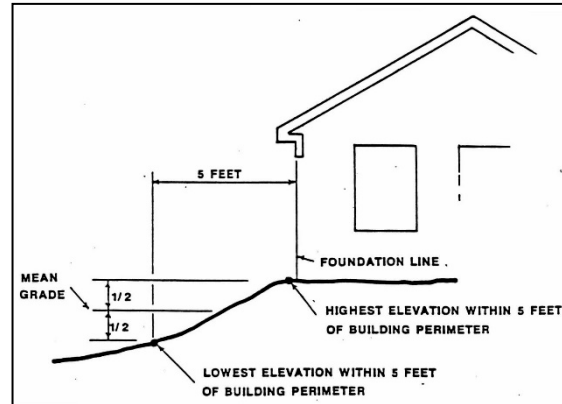 5 FEET
FOUNDATION LINE .
MEAN
GRADE
1/2
1/2
HIGHEST ELEVATION WITHIN 5 FEET
OF BUILDING PERIMETER
LOWEST ELEVATION WITHIN 5 FEET
OF BUILDING PERIMETER